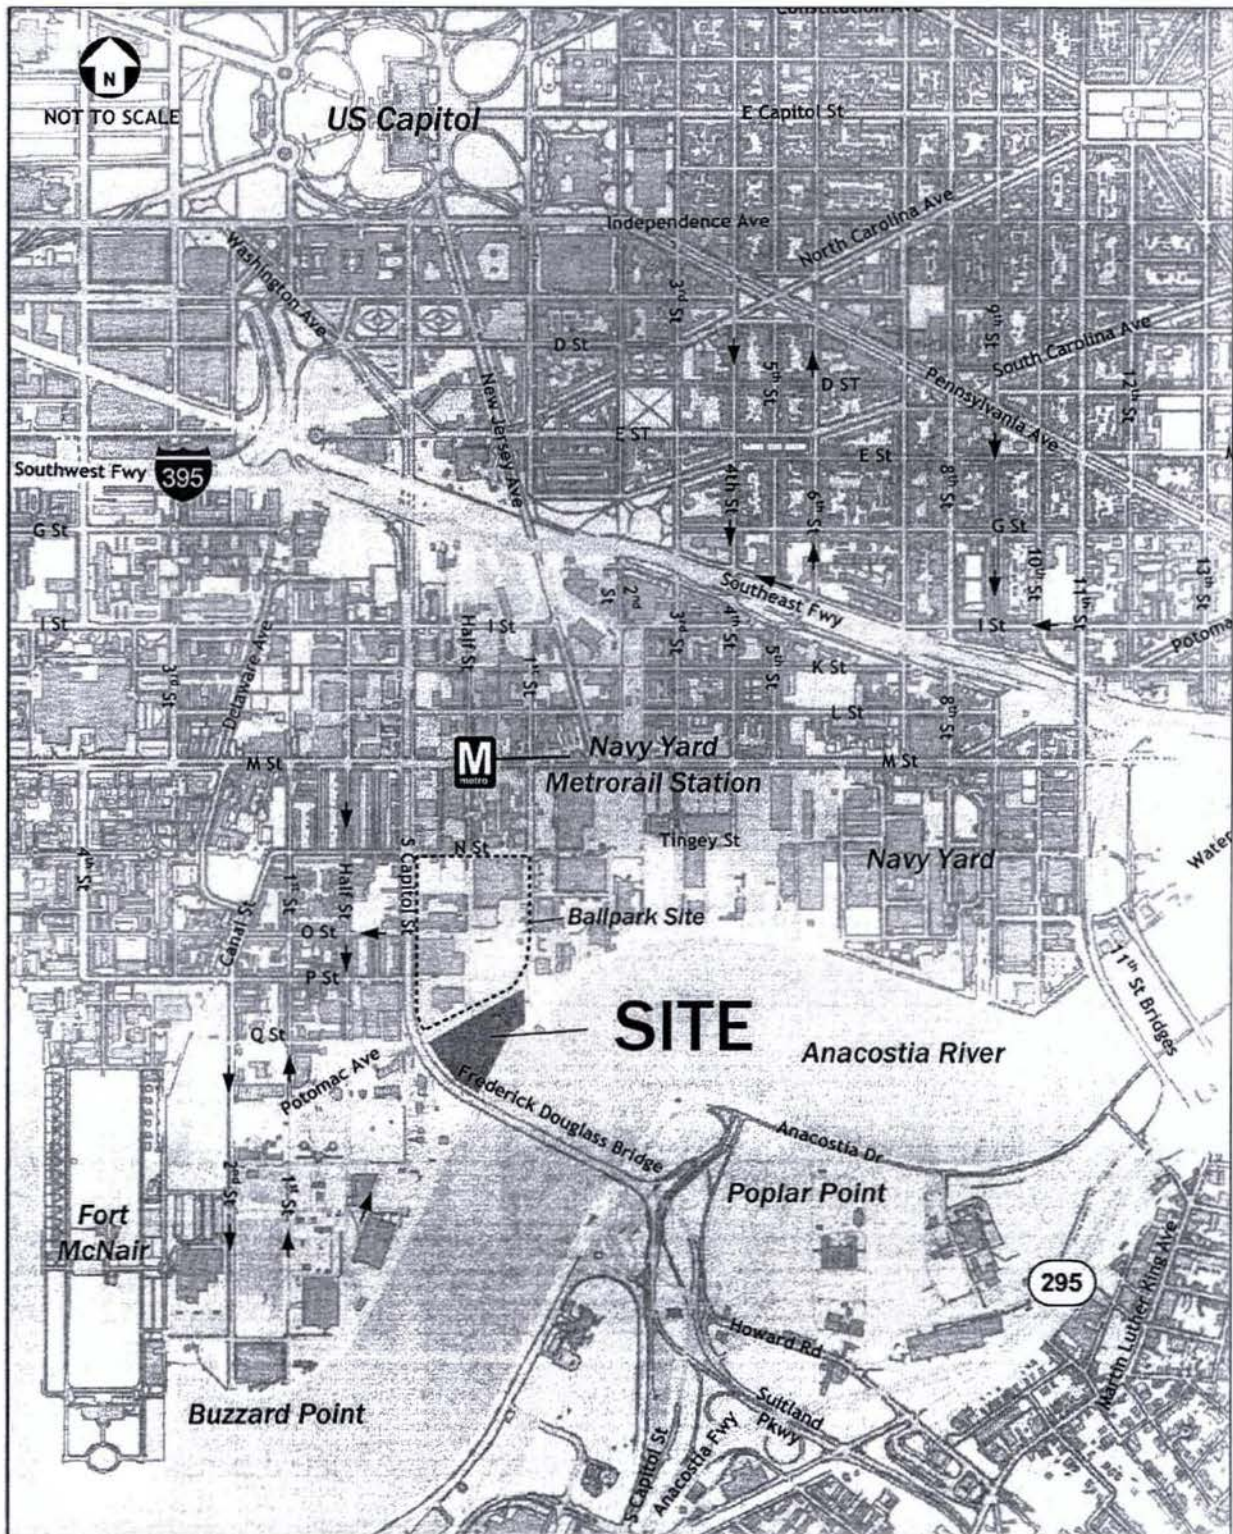 Constitution Ave
N
NOT TO SCALE
US Capitol
E Capitol St
Independence Ave
North Carolina Ave
Washington Ave
3rd St
9th St
South Carolina Ave
D St
New Jersey Ave
5th St
D ST
Pennsylvania Ave
12th St
E ST
E St
Southwest Fwy
395
4th St
6th St
8th St
G St
G St
10th St
11th St
13th St
Southeast Fwy
2nd St
I St
Half St
I St
3rd St
4th St
I St
Potoma
3rd St
Delaware Ave
1st St
5th St
K St
L St
8th St
M
metro
Navy Yard
Metrorail Station
M St
M St
N St
Tingey St
4th St
S Capitol St
Navy Yard
Water
1st St
Half St
Ballpark Site
Canal St
O St
P St
11th St Bridges
SITE
Q St
Potomac Ave
Anacostia River
Frederick Douglass Bridge
Anacostia Dr
2nd St
1st St
Poplar Point
Fort
McNair
295
Martin Luther King Ave
Howard Rd
Buzzard Point
Suitland
Pkwy
S Capitol St
Anacostia Fwy